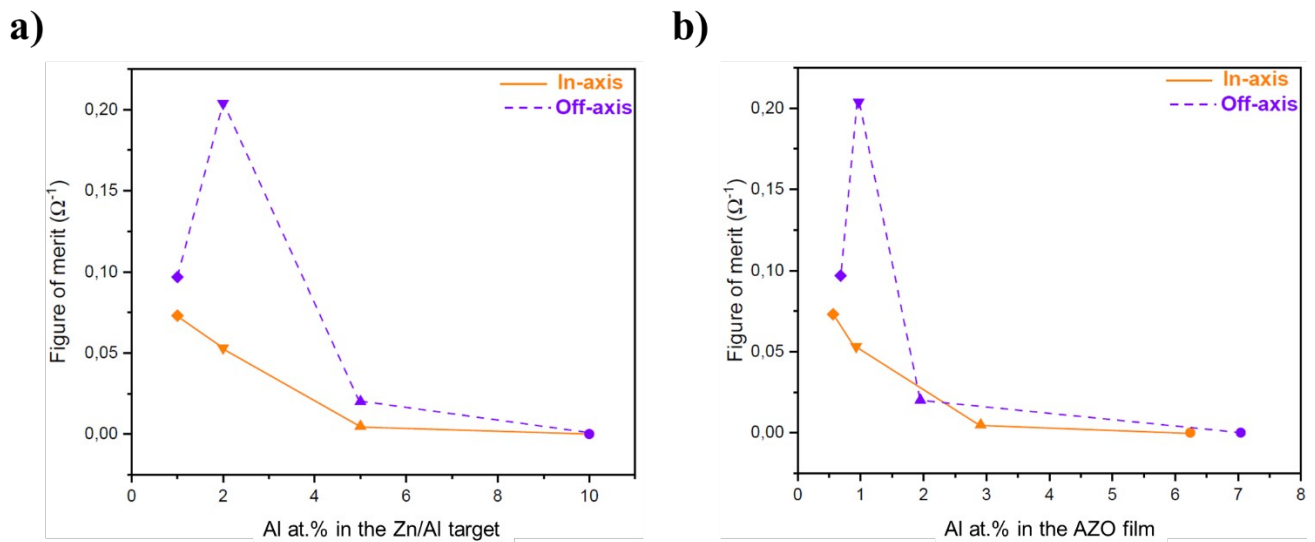 a)
In-axis
Off-axis
0,20
0,15
0,10
0,05
0,00
Figure of merit (Ω⁻¹)
0 2 4 6 8 10
Al at.% in the Zn/Al target
b)
In-axis
Off-axis
0,20
0,15
0,10
0,05
0,00
Figure of merit (Ω⁻¹)
0 1 2 3 4 5 6 7 8
Al at.% in the AZO film